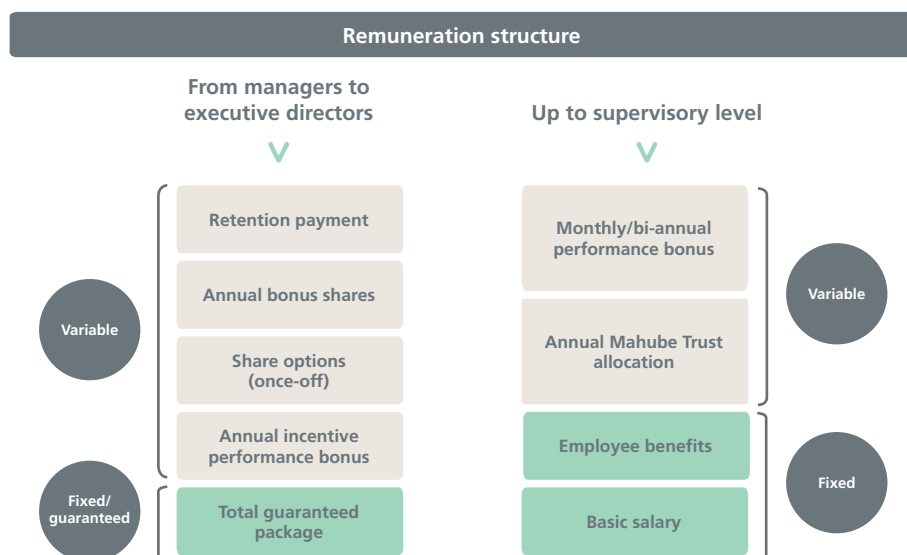 Remuneration structure
From managers to
executive directors
Variable
Retention payment
Annual bonus shares
Share options
(once-off)
Annual incentive
performance bonus
Fixed/
guaranteed
Total guaranteed
package
Up to supervisory level
Monthly/bi-annual
performance bonus
Annual Mahube Trust
allocation
Variable
Employee benefits
Basic salary
Fixed